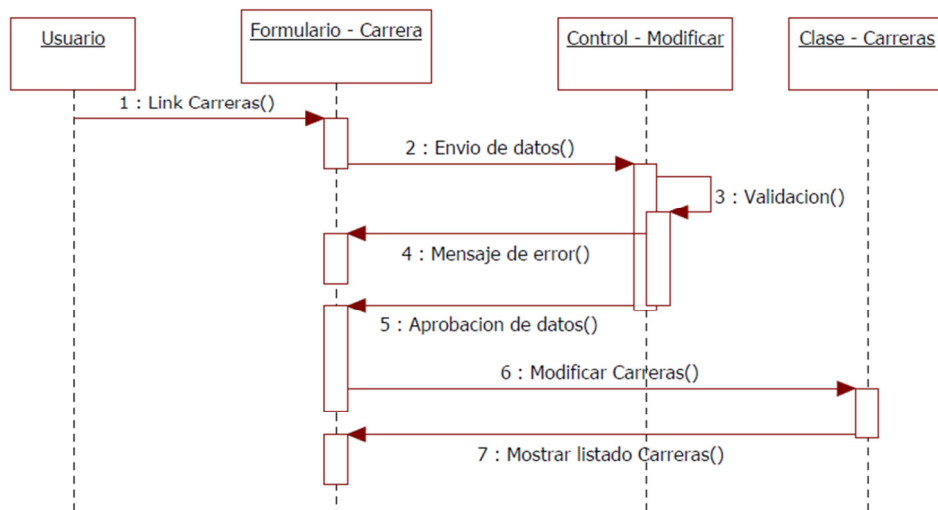 Usuario
Formulario - Carrera
Control - Modificar
Clase - Carreras
1 : Link Carreras()
2 : Envio de datos()
3 : Validacion()
4 : Mensaje de error()
5 : Aprobacion de datos()
6 : Modificar Carreras()
7 : Mostrar listado Carreras()